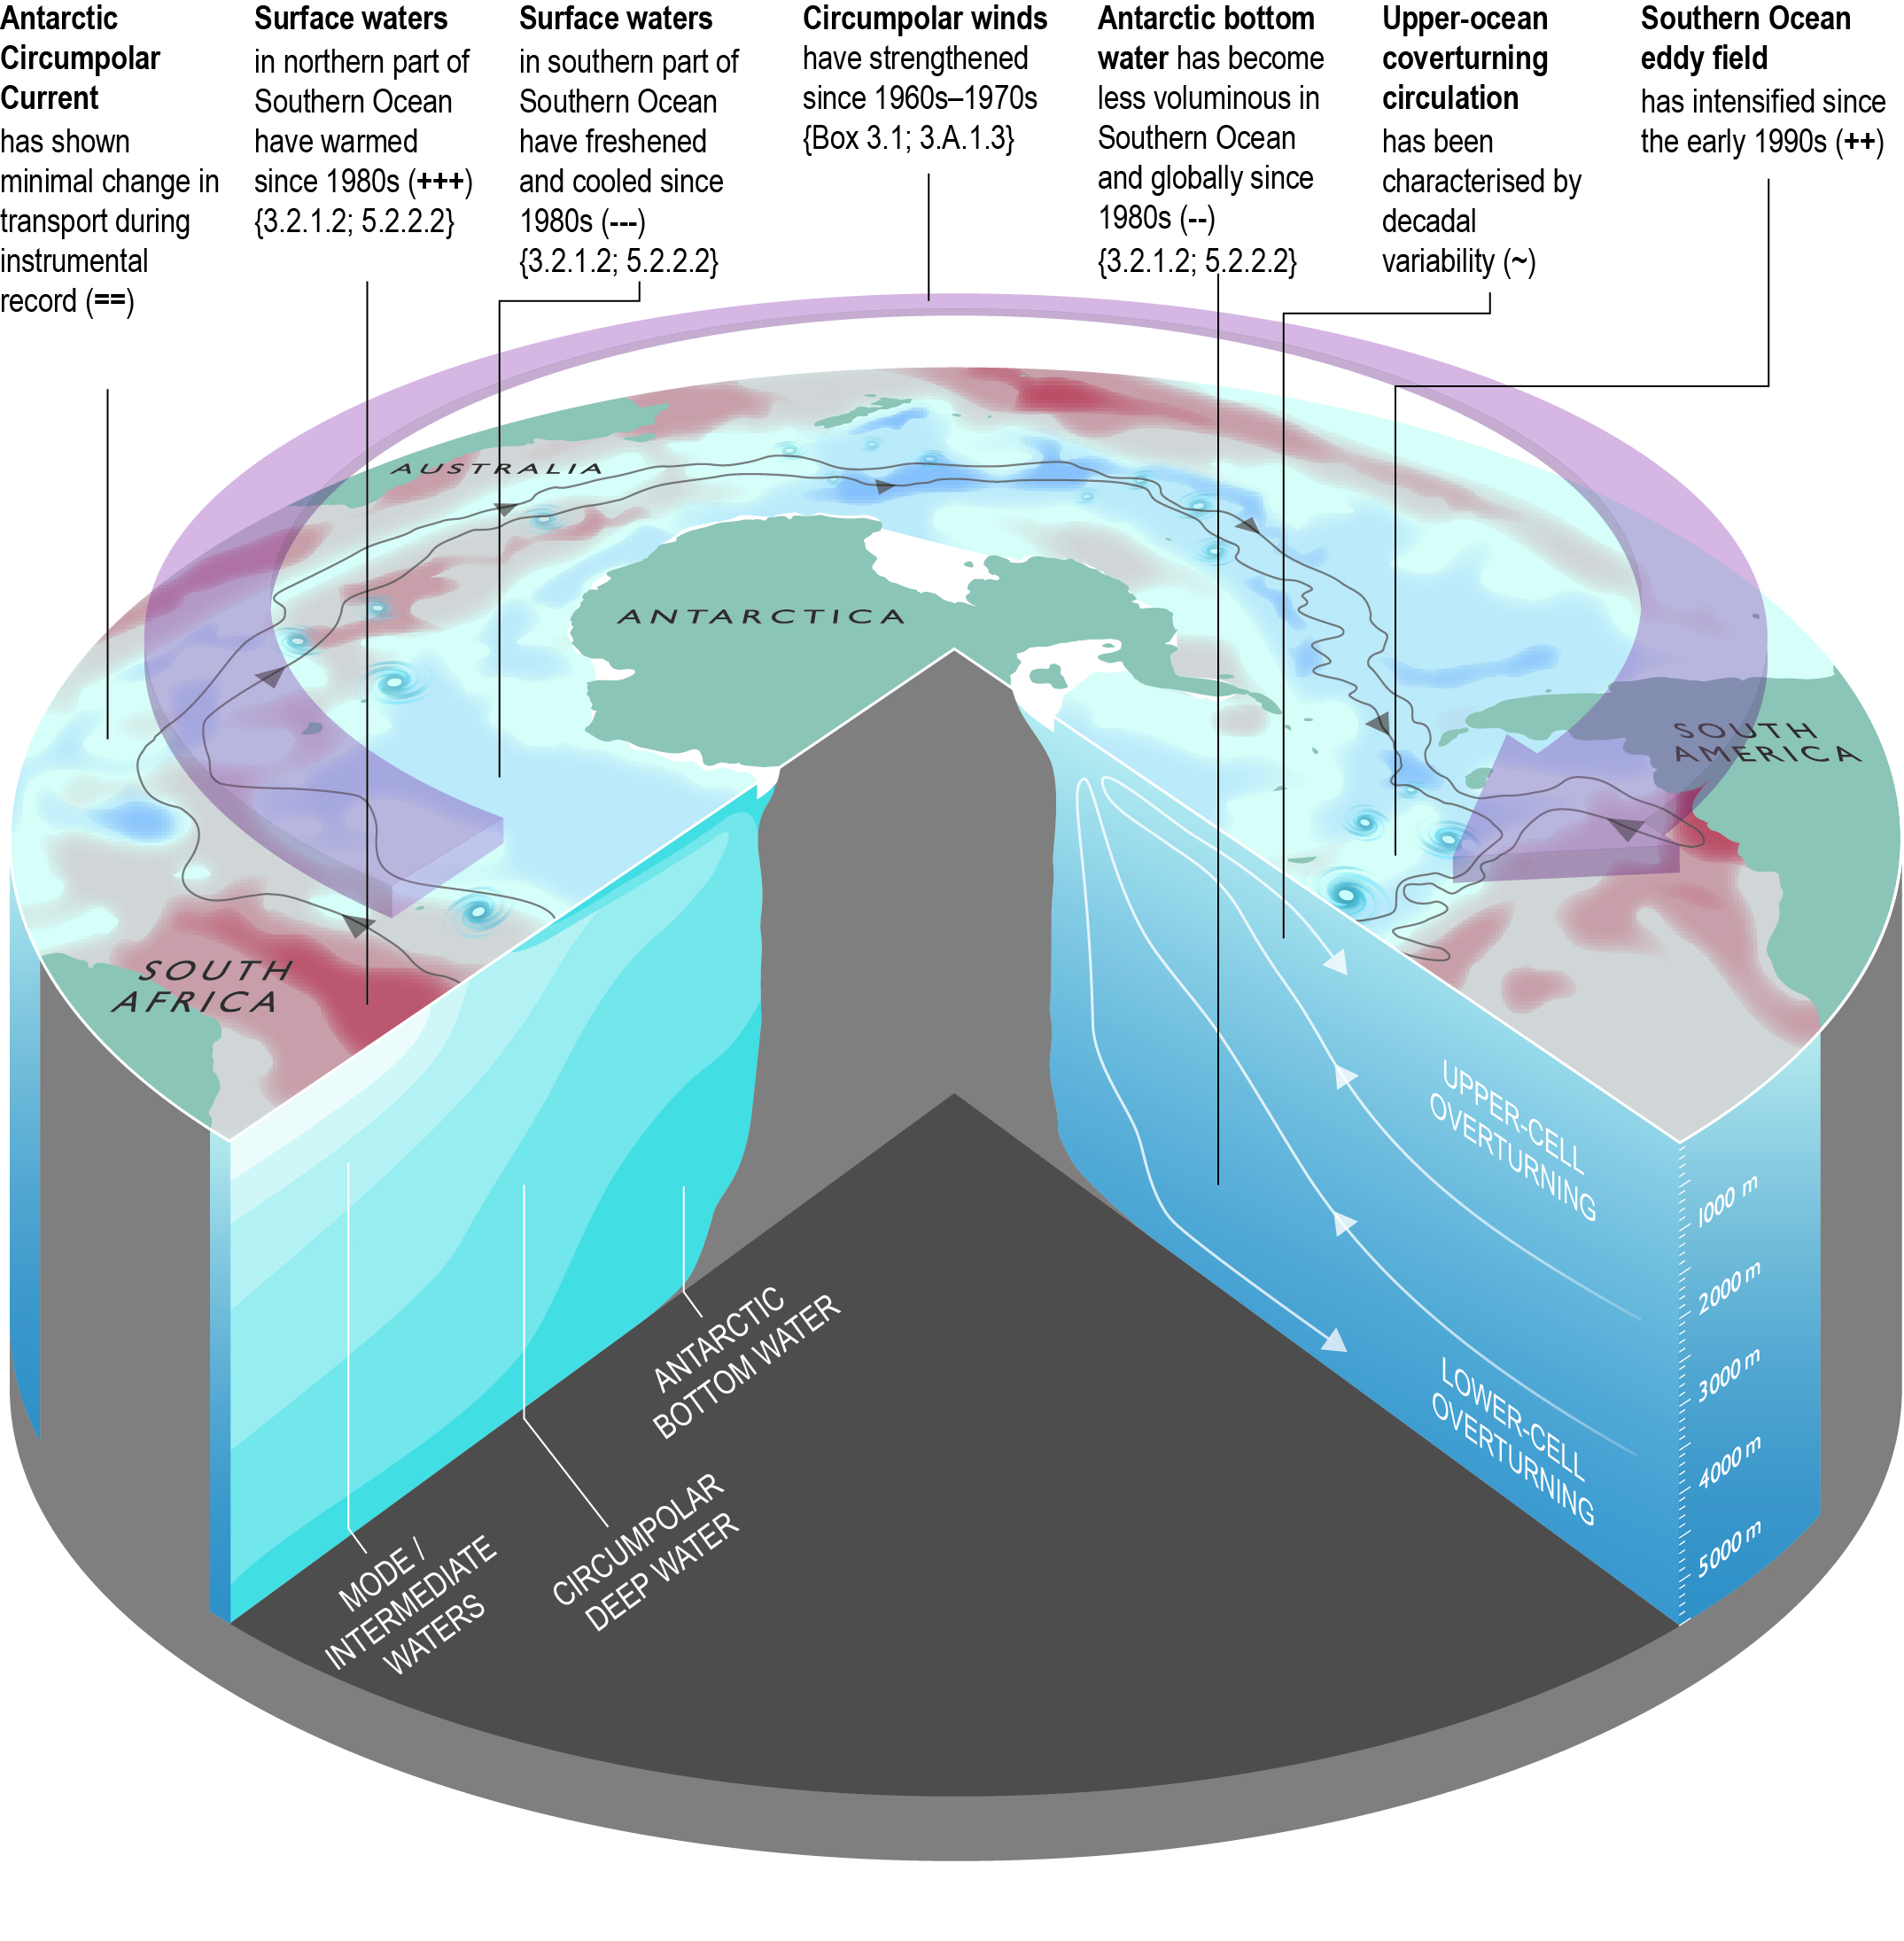 Antarctic
Circumpolar
Current
has shown
minimal change in
transport during
instrumental
record (==)
Surface waters
in northern part of
Southern Ocean
have warmed
since 1980s (+++)
{3.2.1.2; 5.2.2.2}
Surface waters
in southern part of
Southern Ocean
have freshened
and cooled since
1980s (---)
{3.2.1.2; 5.2.2.2}
Circumpolar winds
have strengthened
since 1960s–1970s
{Box 3.1; 3.A.1.3}
Antarctic bottom
water has become
less voluminous in
Southern Ocean
and globally since
1980s (--)
{3.2.1.2; 5.2.2.2}
Upper-ocean
coverturning
circulation
has been
characterised by
decadal
variability (~)
Southern Ocean
eddy field
has intensified since
the early 1990s (++)
AUSTRALIA
ANTARCTICA
SOUTH
AMERICA
SOUTH
AFRICA
UPPER-CELL
OVERTURNING
LOWER-CELL
OVERTURNING
1000 m
2000 m
3000 m
4000 m
5000 m
ANTARCTIC
BOTTOM WATER
CIRCUMPOLAR
DEEP WATER
MODE /
INTERMEDIATE
WATERS